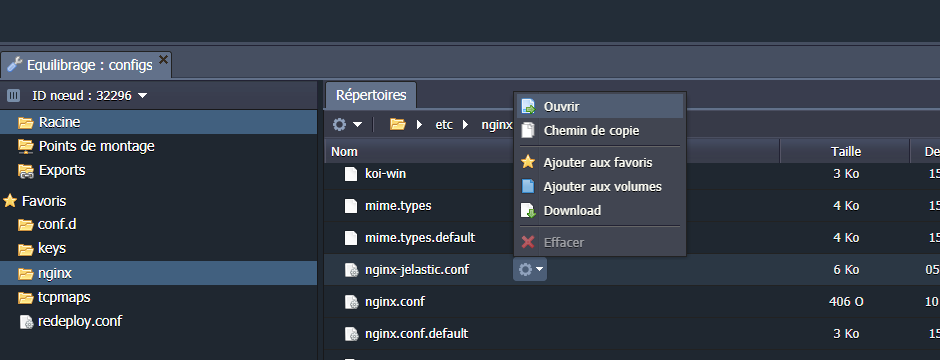 Equilibrage : configs
ID nœud : 32296
Racine
Points de montage
Exports
Favoris
conf.d
keys
nginx
tcpmaps
redeploy.conf
Répertoires
etc nginx
Nom Taille
koi-win 3 Ko 15
mime.types 4 Ko 15
mime.types.default 4 Ko 15
nginx-jelastic.conf 6 Ko 05
nginx.conf 406 O 10
nginx.conf.default 3 Ko 15
Ouvrir
Chemin de copie
Ajouter aux favoris
Ajouter aux volumes
Download
Effacer